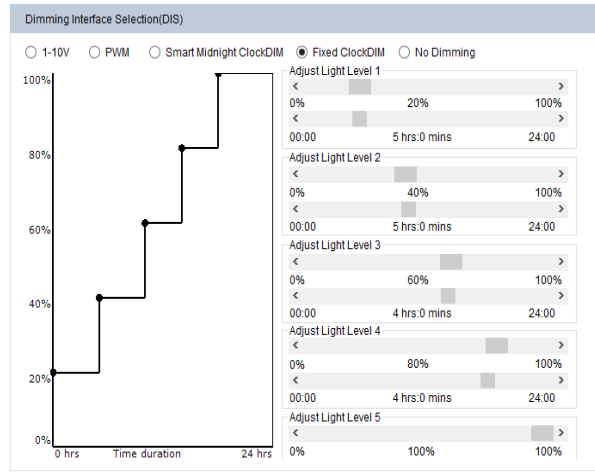 Dimming Interface Selection(DIS)
1-10V PWM Smart Midnight ClockDIM Fixed ClockDIM No Dimming
100%
80%
60%
40%
20%
0%
0 hrs Time duration 24 hrs
Adjust Light Level 1
0% 20% 100%
00:00 5 hrs:0 mins 24:00
Adjust Light Level 2
0% 40% 100%
00:00 5 hrs:0 mins 24:00
Adjust Light Level 3
0% 60% 100%
00:00 4 hrs:0 mins 24:00
Adjust Light Level 4
0% 80% 100%
00:00 4 hrs:0 mins 24:00
Adjust Light Level 5
0% 100% 100%